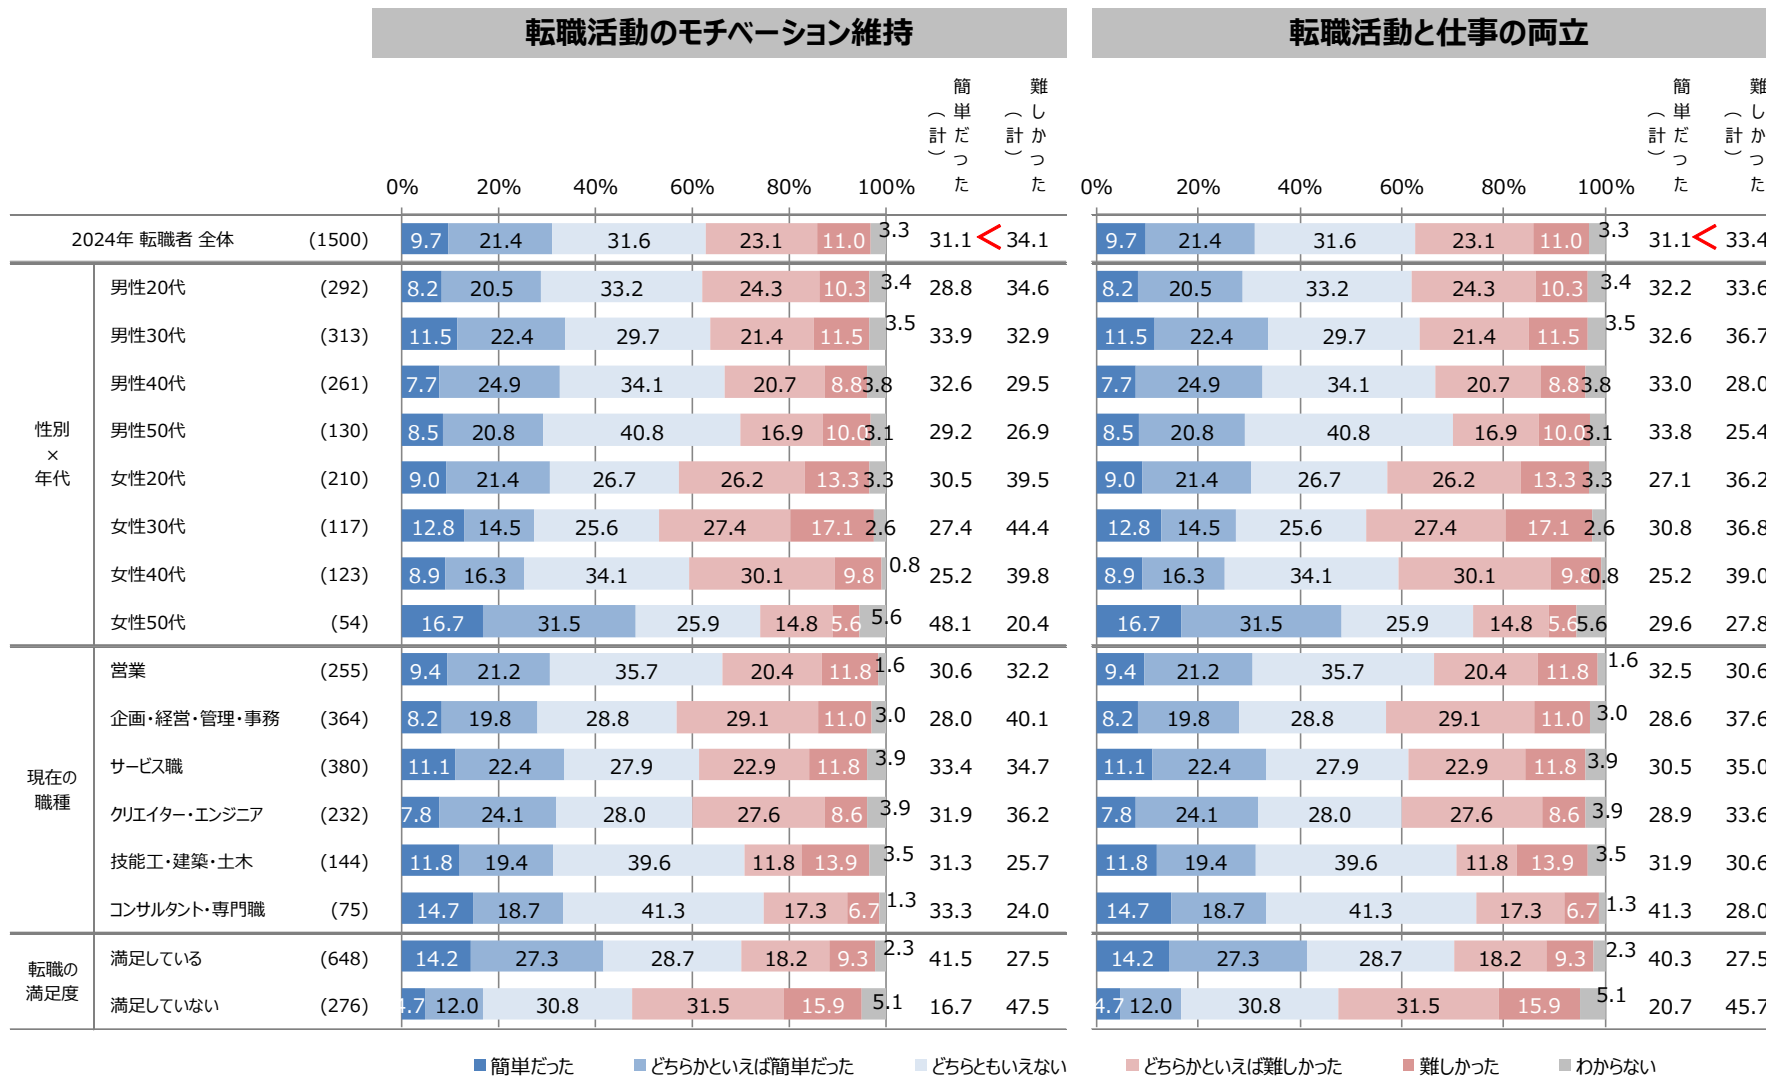 転職活動のモチベーション維持 転職活動と仕事の両立
簡単だった（計） 難しかった（計） 簡単だった（計） 難しかった（計）
0% 20% 40% 60% 80% 100% 0% 20% 40% 60% 80% 100%
2024年 転職者 全体 (1500) 9.7 21.4 31.6 23.1 11.0 3.3 31.1 < 34.1 9.7 21.4 31.6 23.1 11.0 3.3 31.1 < 33.4
性別×年代
男性20代 (292) 8.2 20.5 33.2 24.3 10.3 3.4 28.8 34.6 8.2 20.5 33.2 24.3 10.3 3.4 32.2 33.6
男性30代 (313) 11.5 22.4 29.7 21.4 11.5 3.5 33.9 32.9 11.5 22.4 29.7 21.4 11.5 3.5 32.6 36.7
男性40代 (261) 7.7 24.9 34.1 20.7 8.8 3.8 32.6 29.5 7.7 24.9 34.1 20.7 8.8 3.8 33.0 28.0
男性50代 (130) 8.5 20.8 40.8 16.9 10.0 3.1 29.2 26.9 8.5 20.8 40.8 16.9 10.0 3.1 33.8 25.4
女性20代 (210) 9.0 21.4 26.7 26.2 13.3 3.3 30.5 39.5 9.0 21.4 26.7 26.2 13.3 3.3 27.1 36.2
女性30代 (117) 12.8 14.5 25.6 27.4 17.1 2.6 27.4 44.4 12.8 14.5 25.6 27.4 17.1 2.6 30.8 36.8
女性40代 (123) 8.9 16.3 34.1 30.1 9.8 0.8 25.2 39.8 8.9 16.3 34.1 30.1 9.8 0.8 25.2 39.0
女性50代 (54) 16.7 31.5 25.9 14.8 5.6 5.6 48.1 20.4 16.7 31.5 25.9 14.8 5.6 5.6 29.6 27.8
現在の職種
営業 (255) 9.4 21.2 35.7 20.4 11.8 1.6 30.6 32.2 9.4 21.2 35.7 20.4 11.8 1.6 32.5 30.6
企画・経営・管理・事務 (364) 8.2 19.8 28.8 29.1 11.0 3.0 28.0 40.1 8.2 19.8 28.8 29.1 11.0 3.0 28.6 37.6
サービス職 (380) 11.1 22.4 27.9 22.9 11.8 3.9 33.4 34.7 11.1 22.4 27.9 22.9 11.8 3.9 30.5 35.0
クリエイター・エンジニア (232) 7.8 24.1 28.0 27.6 8.6 3.9 31.9 36.2 7.8 24.1 28.0 27.6 8.6 3.9 28.9 33.6
技能工・建築・土木 (144) 11.8 19.4 39.6 11.8 13.9 3.5 31.3 25.7 11.8 19.4 39.6 11.8 13.9 3.5 31.9 30.6
コンサルタント・専門職 (75) 14.7 18.7 41.3 17.3 6.7 1.3 33.3 24.0 14.7 18.7 41.3 17.3 6.7 1.3 41.3 28.0
転職の満足度
満足している (648) 14.2 27.3 28.7 18.2 9.3 2.3 41.5 27.5 14.2 27.3 28.7 18.2 9.3 2.3 40.3 27.5
満足していない (276) 4.7 12.0 30.8 31.5 15.9 5.1 16.7 47.5 4.7 12.0 30.8 31.5 15.9 5.1 20.7 45.7
簡単だった どちらかといえば簡単だった どちらともいえない どちらかといえば難しかった 難しかった わからない